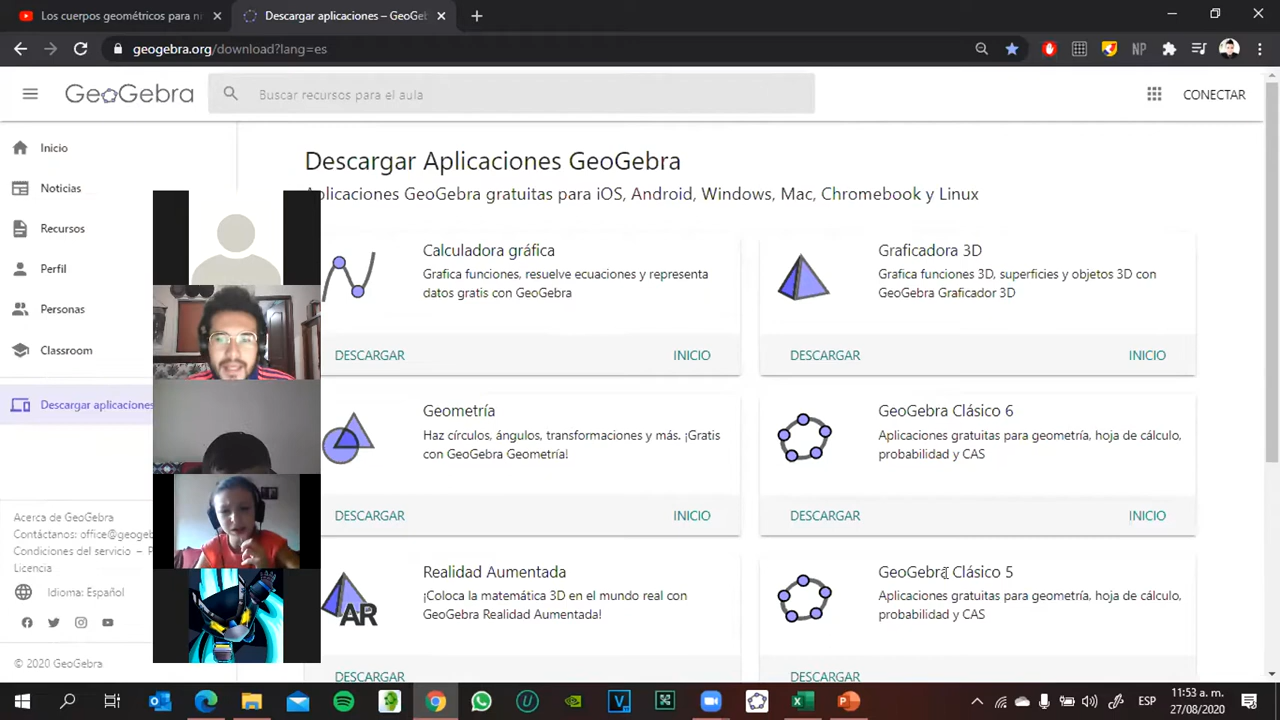 Los cuerpos geométricos para n
Descargar aplicaciones – GeoGeb
geogebra.org/download?lang=es
NP
GeoGebra
Buscar recursos para el aula
CONECTAR
Inicio
Noticias
Recursos
Perfil
Personas
Classroom
Descargar aplicaciones
Descargar Aplicaciones GeoGebra
Aplicaciones GeoGebra gratuitas para iOS, Android, Windows, Mac, Chromebook y Linux
Calculadora gráfica
Grafica funciones, resuelve ecuaciones y representa
datos gratis con GeoGebra
DESCARGAR
INICIO
Graficadora 3D
Grafica funciones 3D, superficies y objetos 3D con
GeoGebra Graficador 3D
DESCARGAR
INICIO
Geometría
Haz círculos, ángulos, transformaciones y más. ¡Gratis
con GeoGebra Geometría!
DESCARGAR
INICIO
GeoGebra Clásico 6
Aplicaciones gratuitas para geometría, hoja de cálculo,
probabilidad y CAS
DESCARGAR
INICIO
AR
Realidad Aumentada
¡Coloca la matemática 3D en el mundo real con
GeoGebra Realidad Aumentada!
DESCARGAR
GeoGebra Clásico 5
Aplicaciones gratuitas para geometría, hoja de cálculo,
probabilidad y CAS
DESCARGAR
Acerca de GeoGebra
Contáctanos: office@geogeb
Condiciones del servicio – P
Licencia
Idioma: Español
© 2020 GeoGebra
ESP
11:53 a. m.
27/08/2020